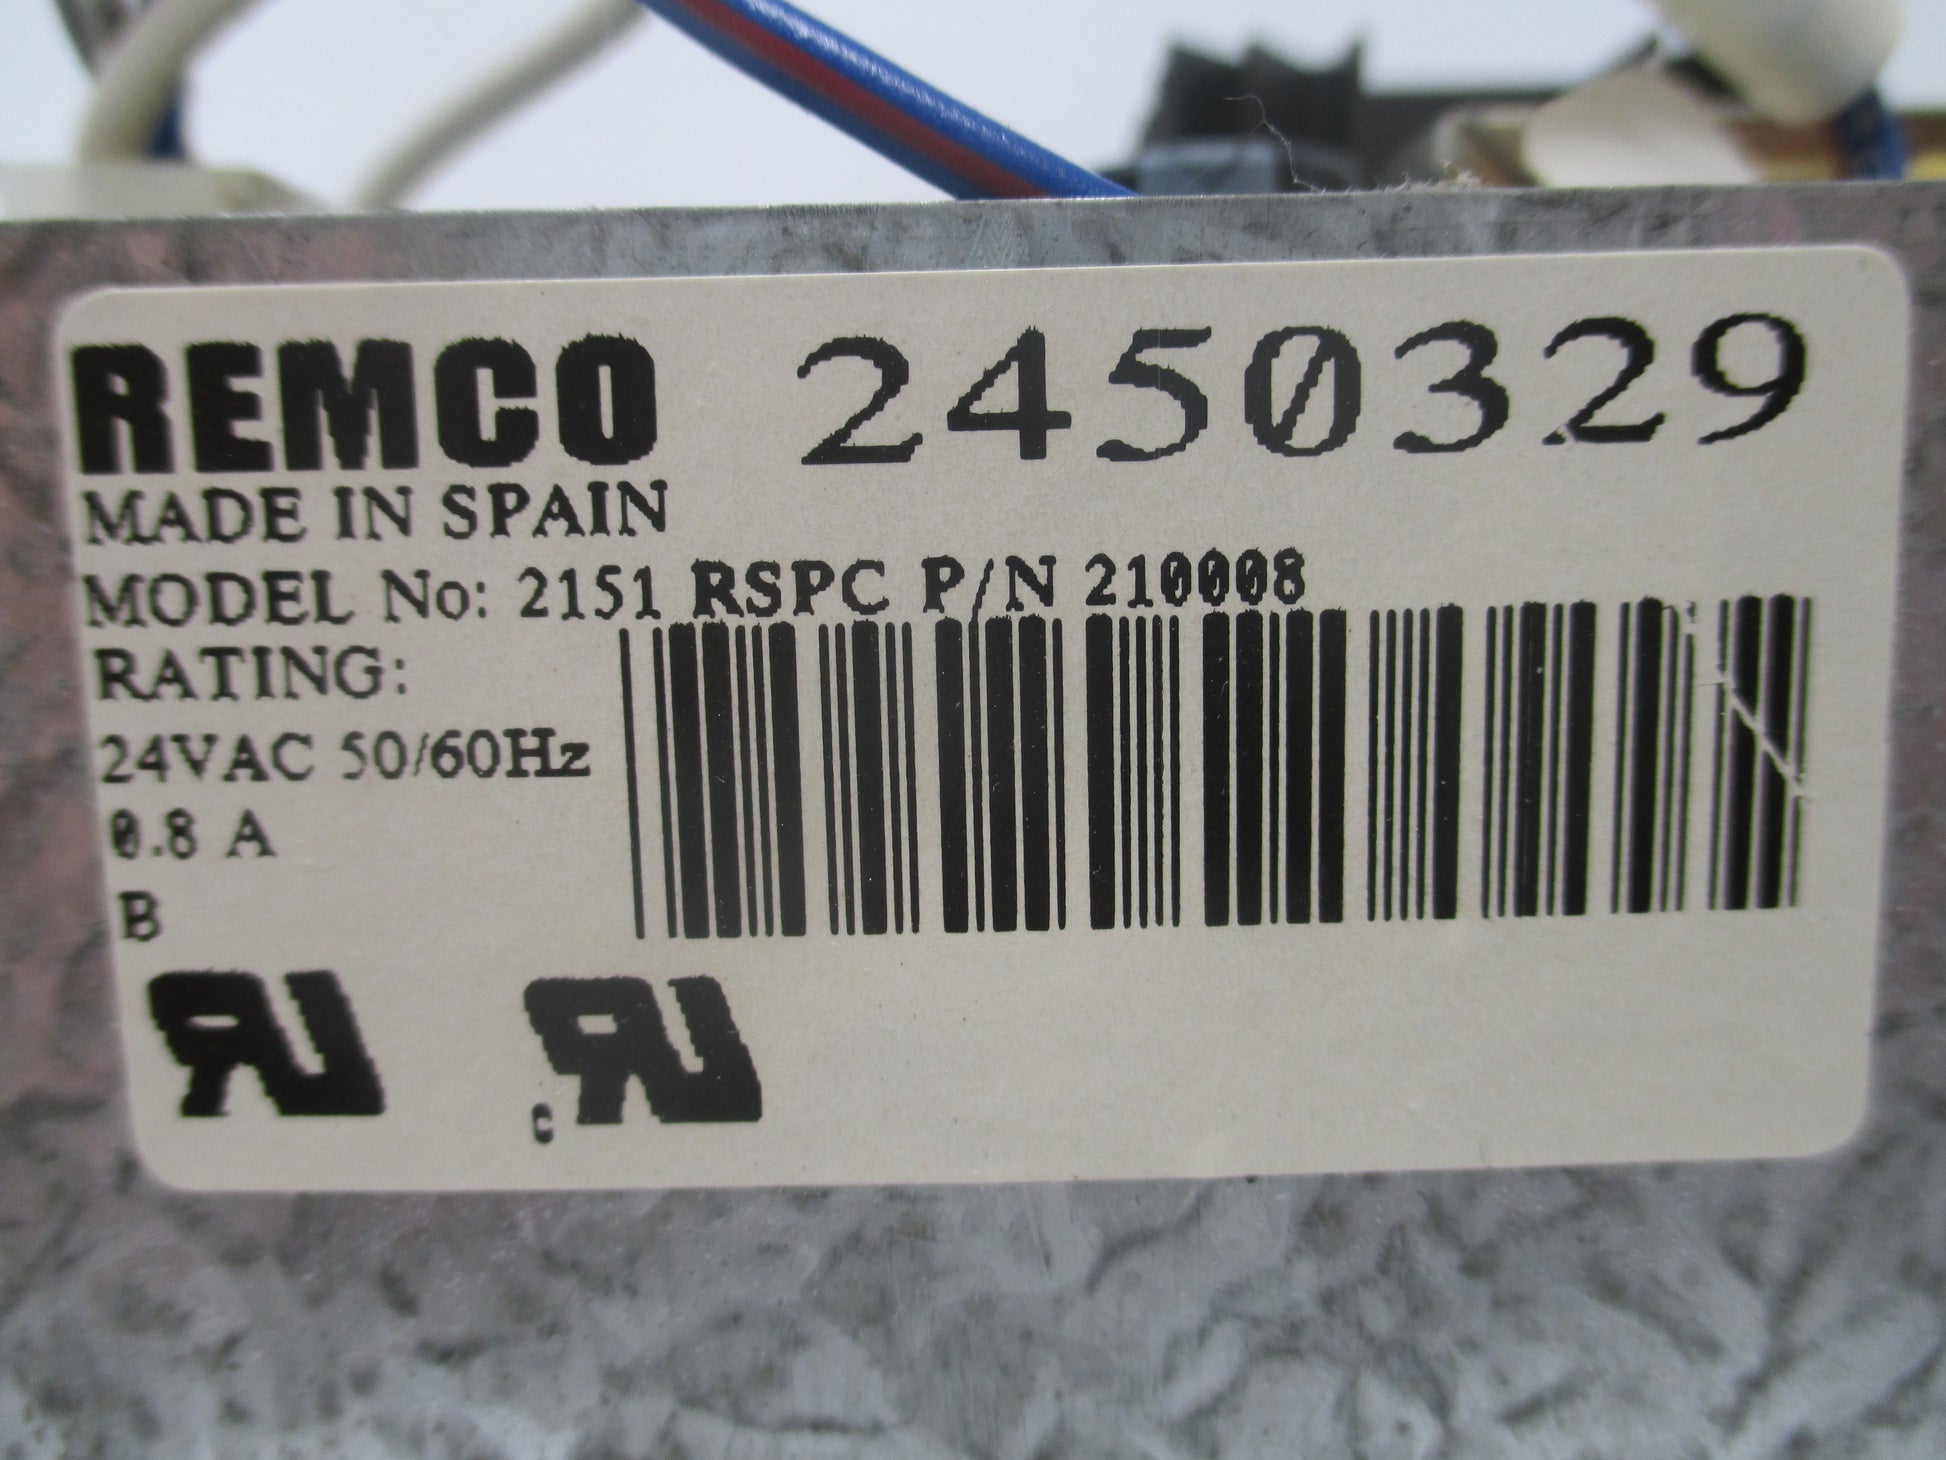 REMCO 2450329
MADE IN SPAIN
MODEL No: 2151 RSPC P/N 210008
RATING:
24VAC 50/60Hz
0.8 A
B
c